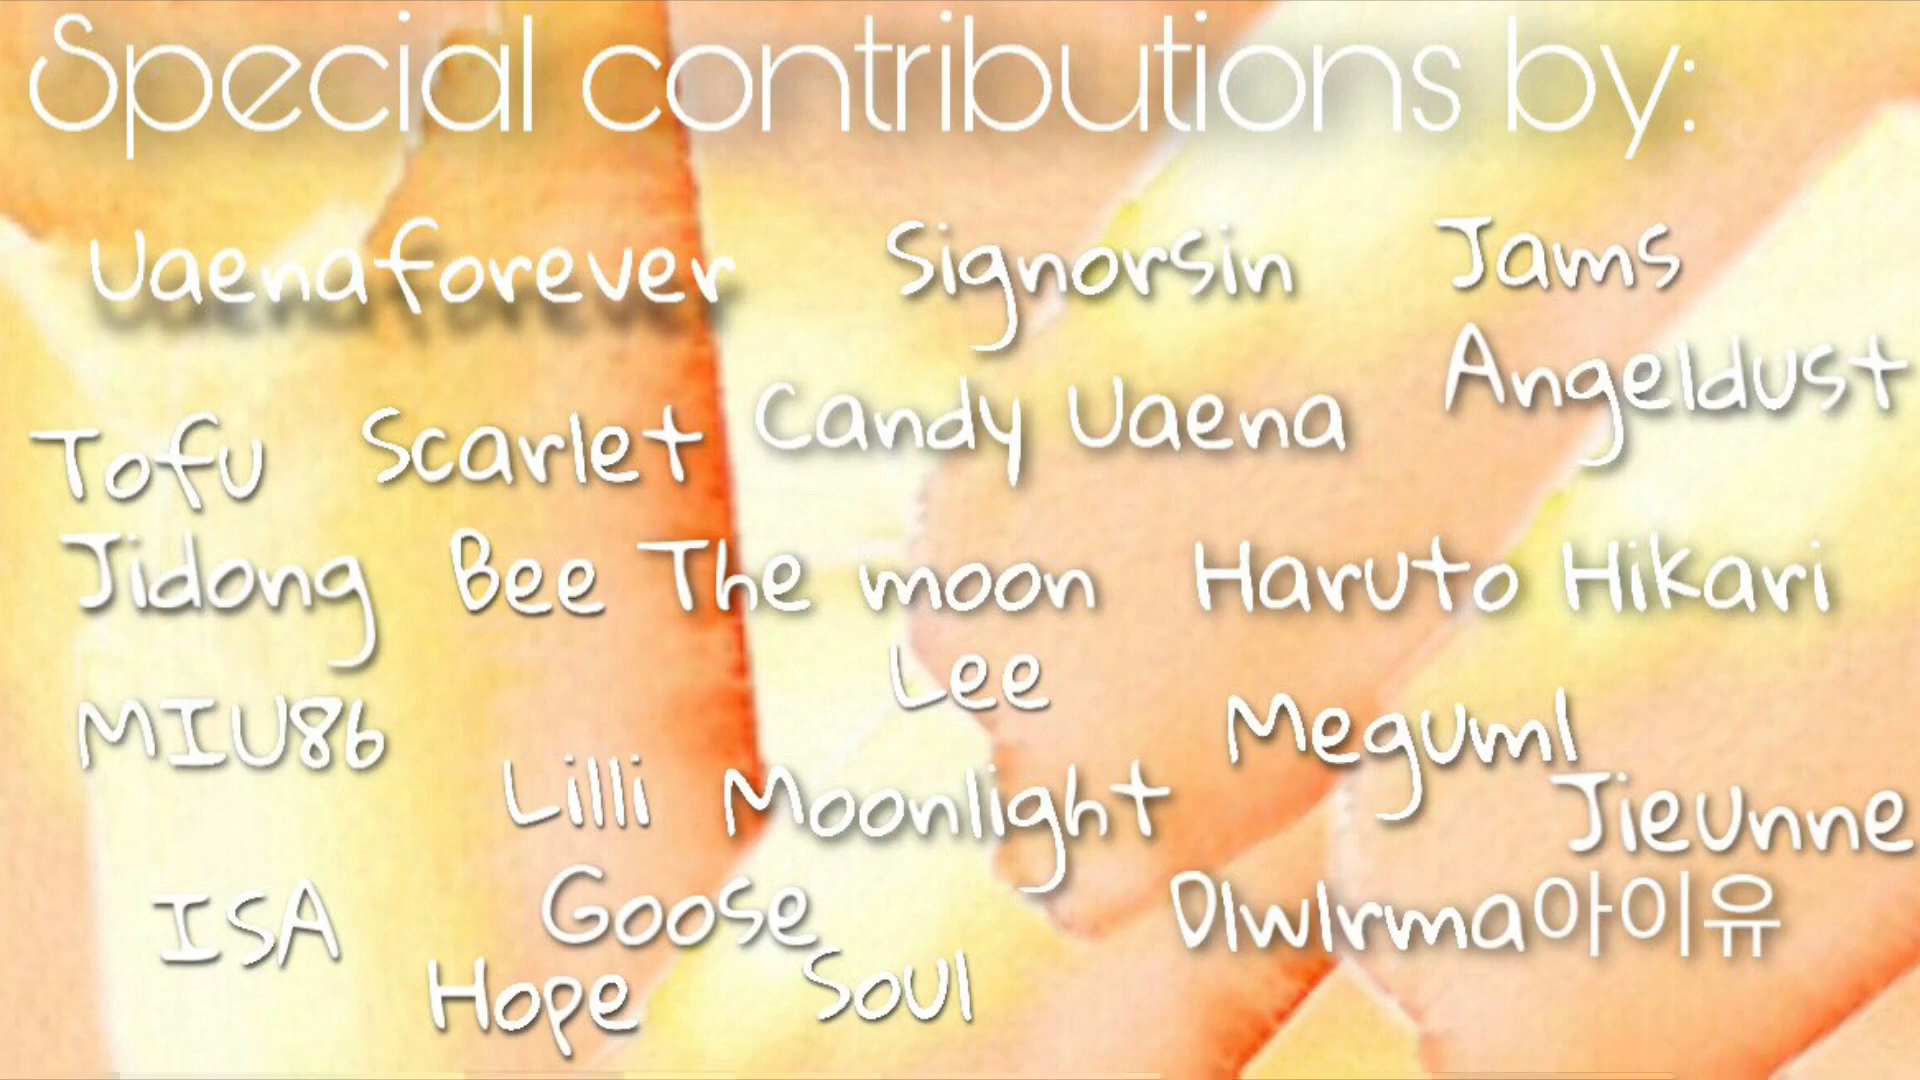 Special contributions by:
Uaenaforever Signorsin Jams
Angeldust
Tofu Scarlet Candy Uaena
Jidong Bee The moon Haruto Hikari
Lee
MIU86 Meguml
Lilli Moonlight Jieunne
ISA Goose Dlwlrma아이유
Hope Soul